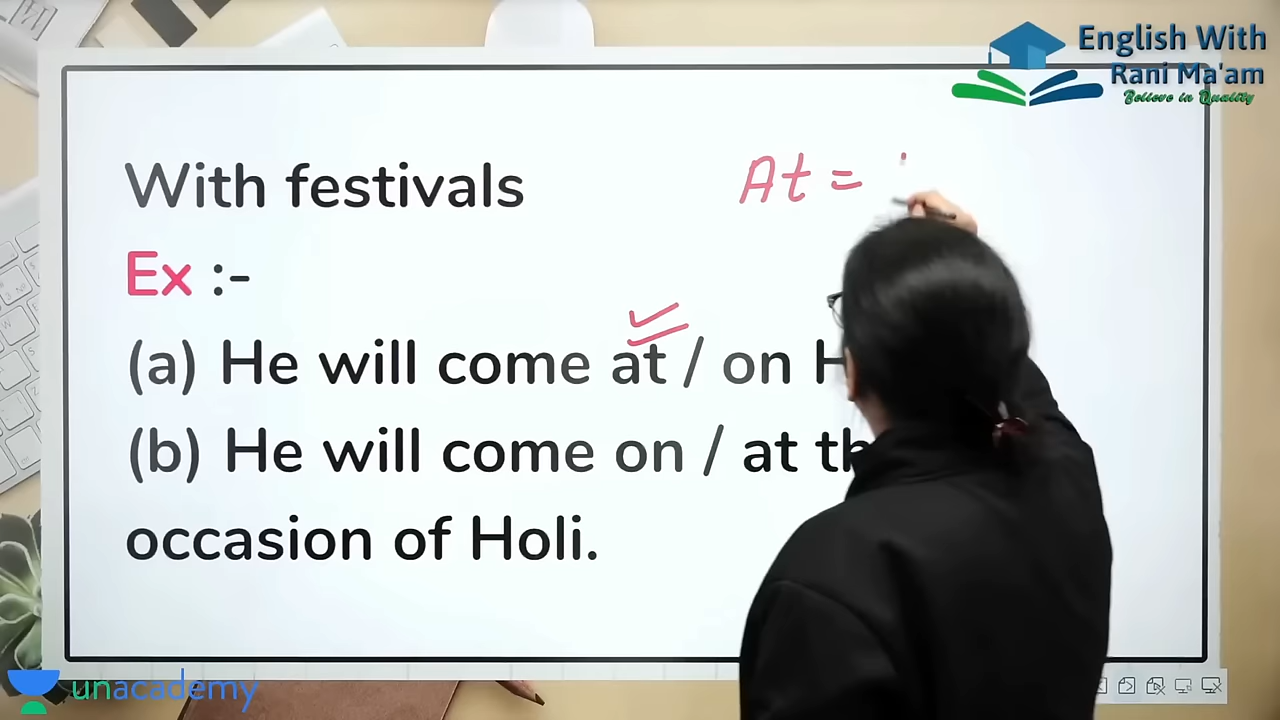 English With
Rani Ma'am
Believe in Quality
With festivals
At =
Ex :-
(a) He will come at / on
(b) He will come on / at
occasion of Holi.
unacademy